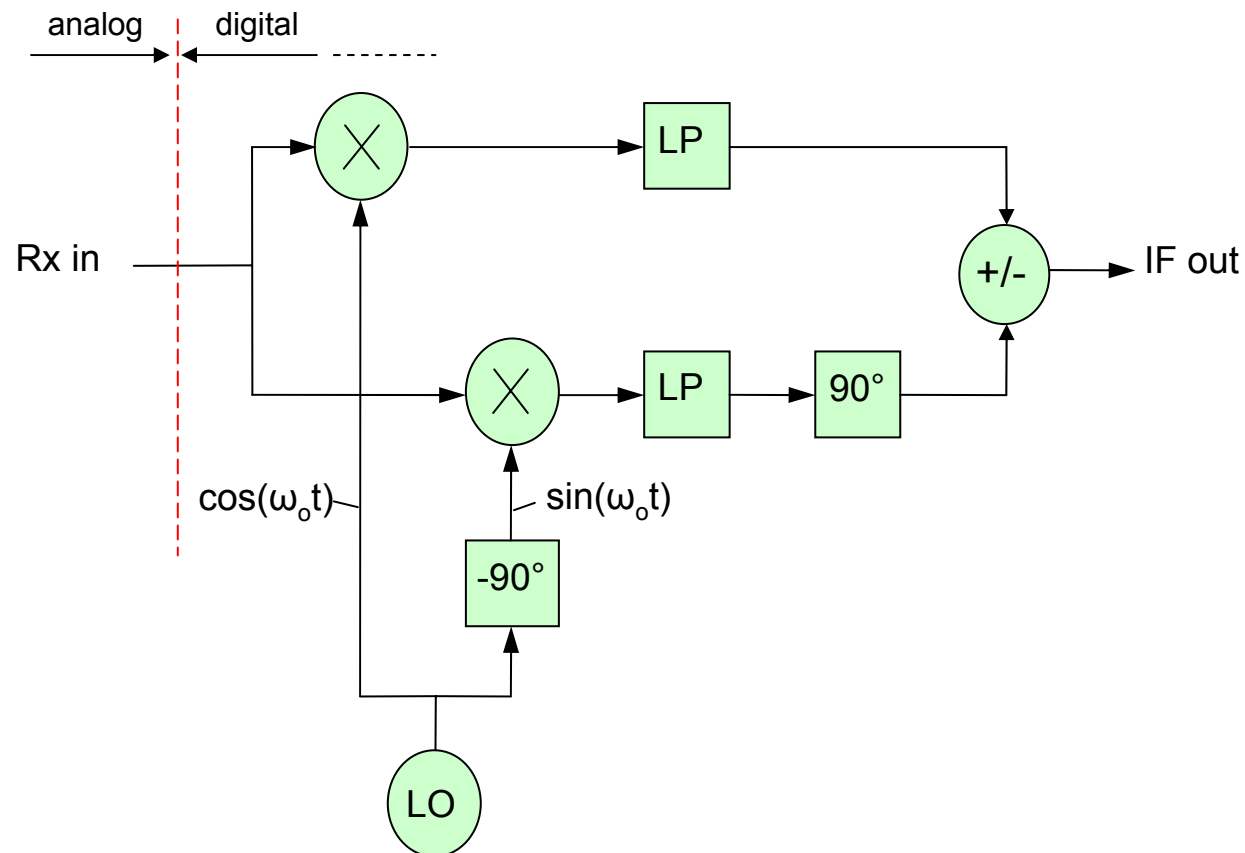 analog
digital
LP
Rx in
+/-
IF out
LP
90°
cos(ωₒt)
sin(ωₒt)
-90°
LO